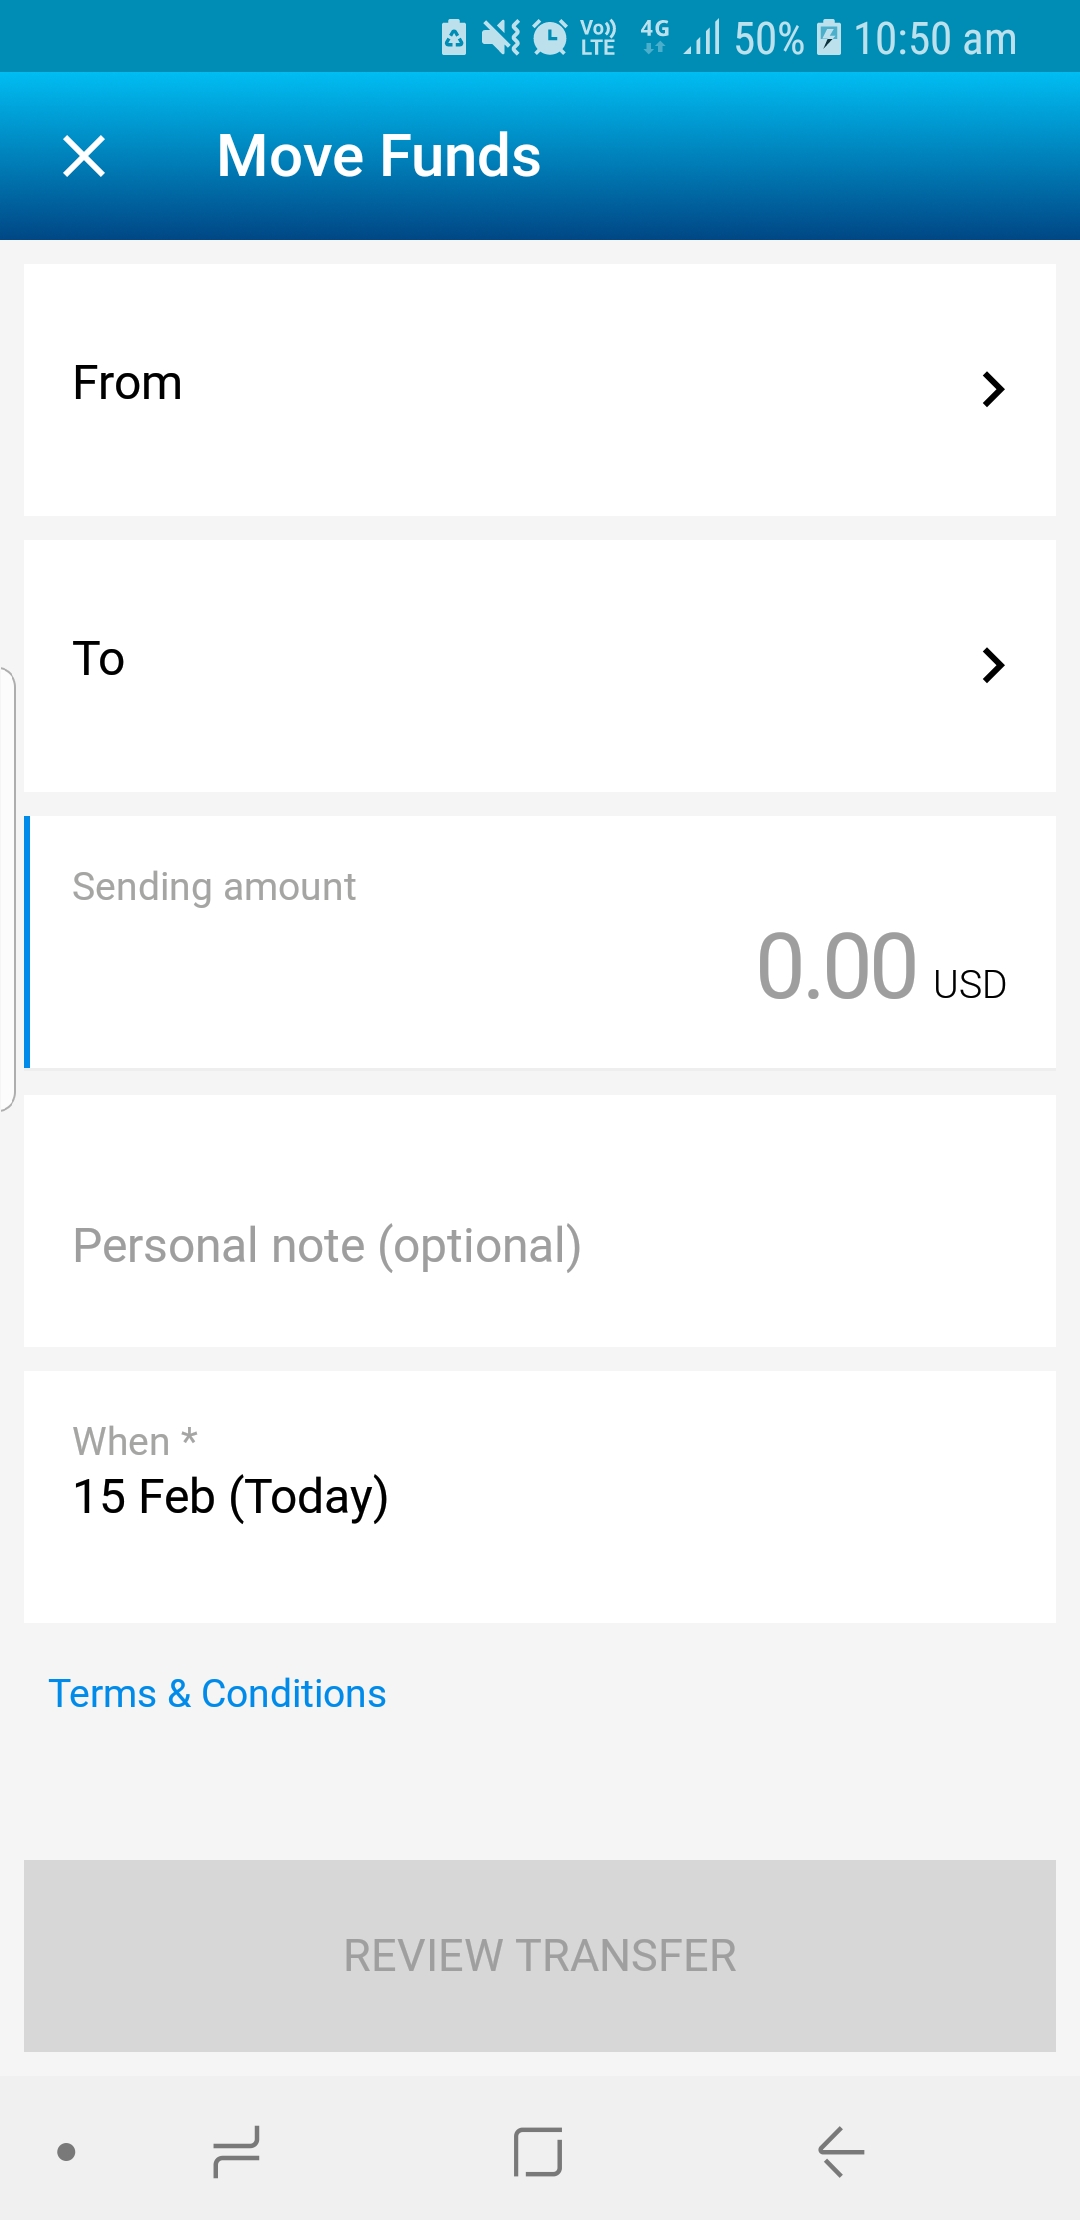 Vo)) LTE 4G 50% 10:50 am
Move Funds
From
To
Sending amount
0.00 USD
Personal note (optional)
When *
15 Feb (Today)
Terms & Conditions
REVIEW TRANSFER